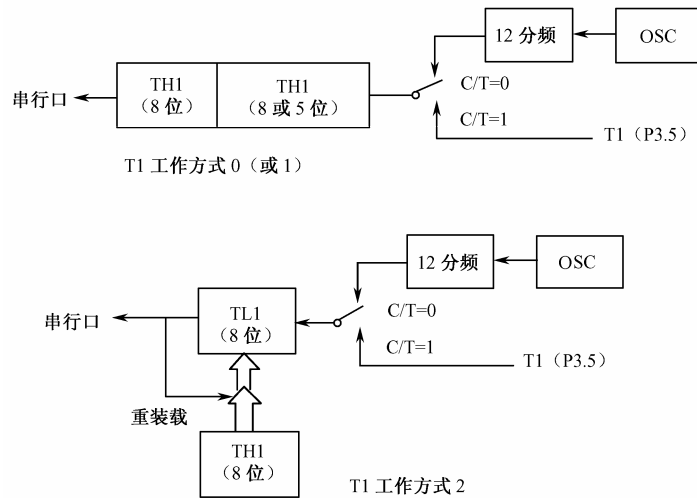 12 分频
OSC
TH1
(8 位)
TH1
(8 或 5 位)
C/T=0
串行口
C/T=1
T1(P3.5)
T1 工作方式 0(或 1)
12 分频
OSC
TL1
(8 位)
C/T=0
串行口
C/T=1
T1(P3.5)
重装载
TH1
(8 位)
T1 工作方式 2